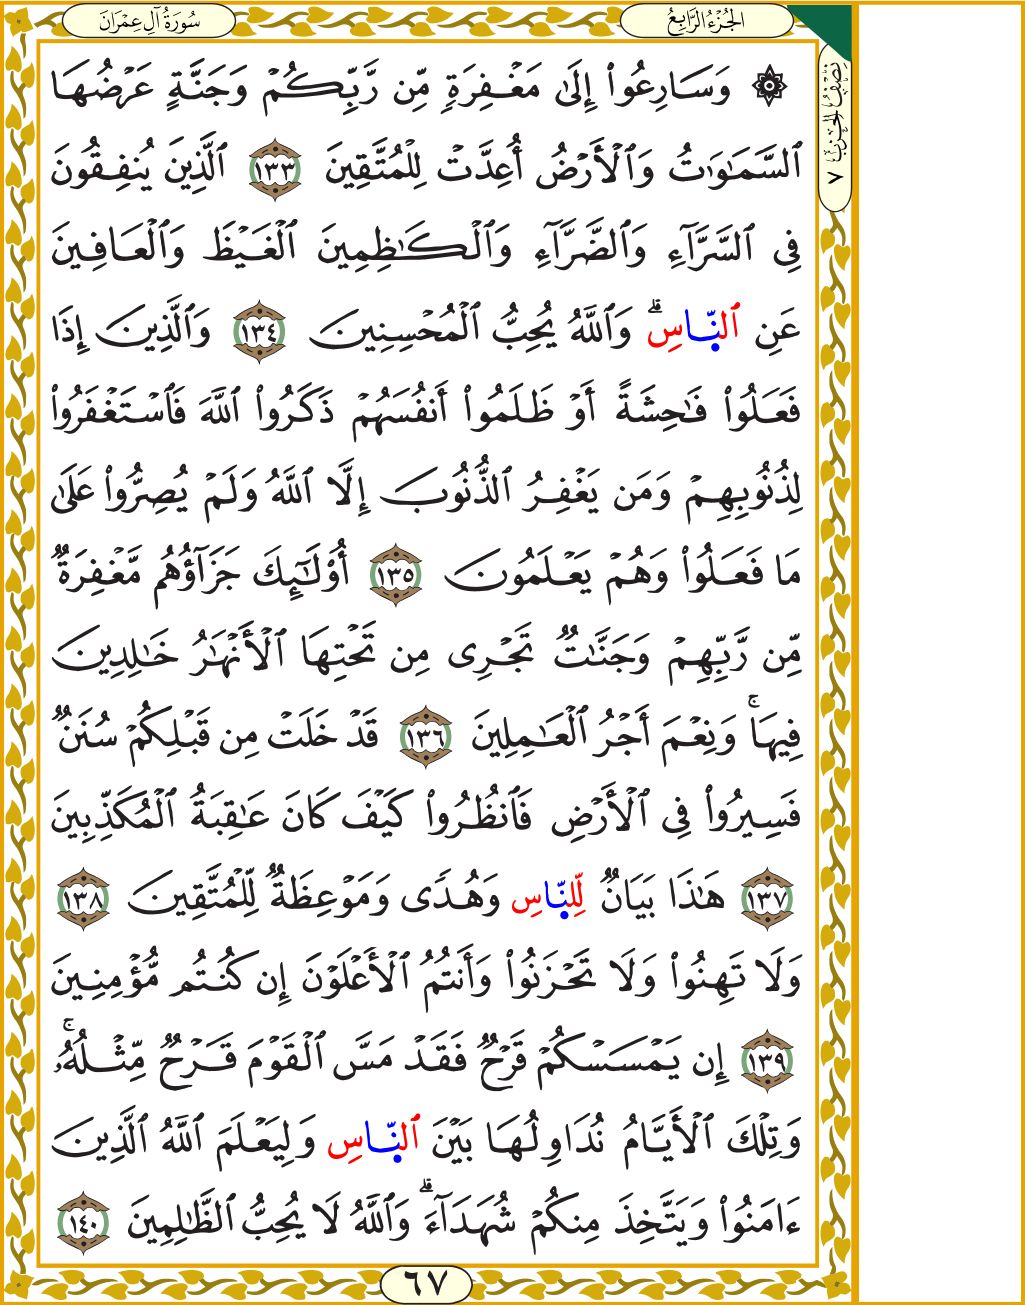 سُورَةُ آلِ عِمْرَانَ
الجُزْءُ الرَّابِعُ
نِصْفُ الحِزْبِ ٧
۞ وَسَارِعُوٓا۟ إِلَىٰ مَغْفِرَةٍ مِّن رَّبِّكُمْ وَجَنَّةٍ عَرْضُهَا
ٱلسَّمَـٰوَٰتُ وَٱلْأَرْضُ أُعِدَّتْ لِلْمُتَّقِينَ ١٣٣ ٱلَّذِينَ يُنفِقُونَ
فِى ٱلسَّرَّآءِ وَٱلضَّرَّآءِ وَٱلْكَـٰظِمِينَ ٱلْغَيْظَ وَٱلْعَافِينَ
عَنِ ٱلنَّاسِ ۗ وَٱللَّهُ يُحِبُّ ٱلْمُحْسِنِينَ ١٣٤ وَٱلَّذِينَ إِذَا
فَعَلُوا۟ فَـٰحِشَةً أَوْ ظَلَمُوٓا۟ أَنفُسَهُمْ ذَكَرُوا۟ ٱللَّهَ فَٱسْتَغْفَرُوا۟
لِذُنُوبِهِمْ وَمَن يَغْفِرُ ٱلذُّنُوبَ إِلَّا ٱللَّهُ وَلَمْ يُصِرُّوا۟ عَلَىٰ
مَا فَعَلُوا۟ وَهُمْ يَعْلَمُونَ ١٣٥ أُو۟لَـٰٓئِكَ جَزَآؤُهُم مَّغْفِرَةٌ
مِّن رَّبِّهِمْ وَجَنَّـٰتٌ تَجْرِى مِن تَحْتِهَا ٱلْأَنْهَـٰرُ خَـٰلِدِينَ
فِيهَا ۚ وَنِعْمَ أَجْرُ ٱلْعَـٰمِلِينَ ١٣٦ قَدْ خَلَتْ مِن قَبْلِكُمْ سُنَنٌ
فَسِيرُوا۟ فِى ٱلْأَرْضِ فَٱنظُرُوا۟ كَيْفَ كَانَ عَـٰقِبَةُ ٱلْمُكَذِّبِينَ
١٣٧ هَـٰذَا بَيَانٌ لِّلنَّاسِ وَهُدًى وَمَوْعِظَةٌ لِّلْمُتَّقِينَ ١٣٨
وَلَا تَهِنُوا۟ وَلَا تَحْزَنُوا۟ وَأَنتُمُ ٱلْأَعْلَوْنَ إِن كُنتُم مُّؤْمِنِينَ
١٣٩ إِن يَمْسَسْكُمْ قَرْحٌ فَقَدْ مَسَّ ٱلْقَوْمَ قَرْحٌ مِّثْلُهُۥ ۚ
وَتِلْكَ ٱلْأَيَّامُ نُدَاوِلُهَا بَيْنَ ٱلنَّاسِ وَلِيَعْلَمَ ٱللَّهُ ٱلَّذِينَ
ءَامَنُوا۟ وَيَتَّخِذَ مِنكُمْ شُهَدَآءَ ۗ وَٱللَّهُ لَا يُحِبُّ ٱلظَّـٰلِمِينَ ١٤٠
٦٧